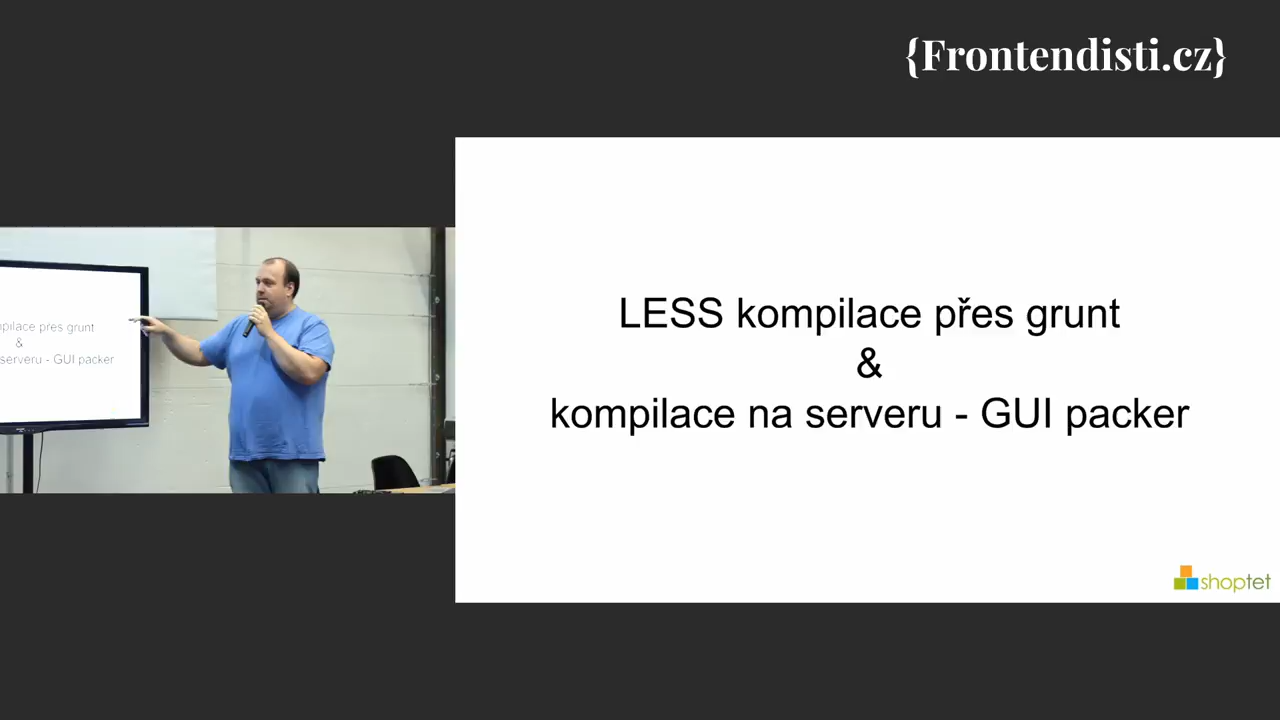 {Frontendisti.cz}
pilace přes grunt
&
serveru - GUI packer
LESS kompilace přes grunt
&
kompilace na serveru - GUI packer
shoptet